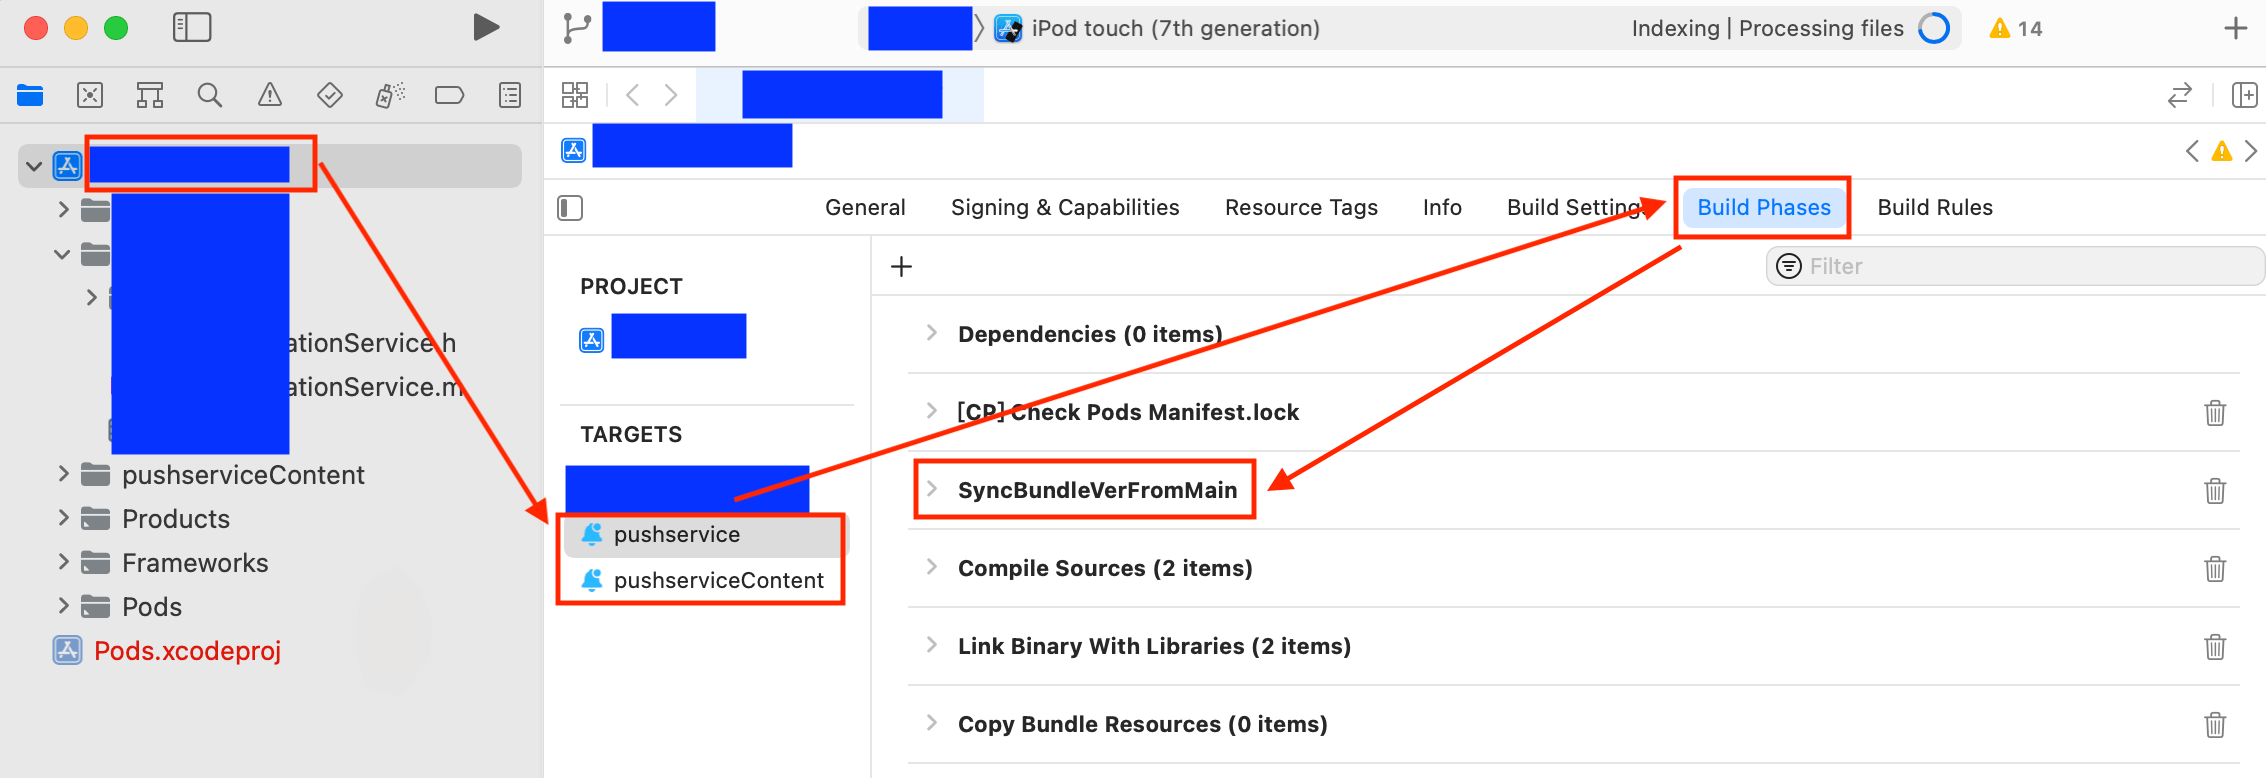 iPod touch (7th generation)
Indexing | Processing files
14
General
Signing & Capabilities
Resource Tags
Info
Build Settings
Build Phases
Build Rules
Filter
ationService.h
ationService.m
pushserviceContent
Products
Frameworks
Pods
Pods.xcodeproj
PROJECT
TARGETS
pushservice
pushserviceContent
Dependencies (0 items)
[CP] Check Pods Manifest.lock
SyncBundleVerFromMain
Compile Sources (2 items)
Link Binary With Libraries (2 items)
Copy Bundle Resources (0 items)